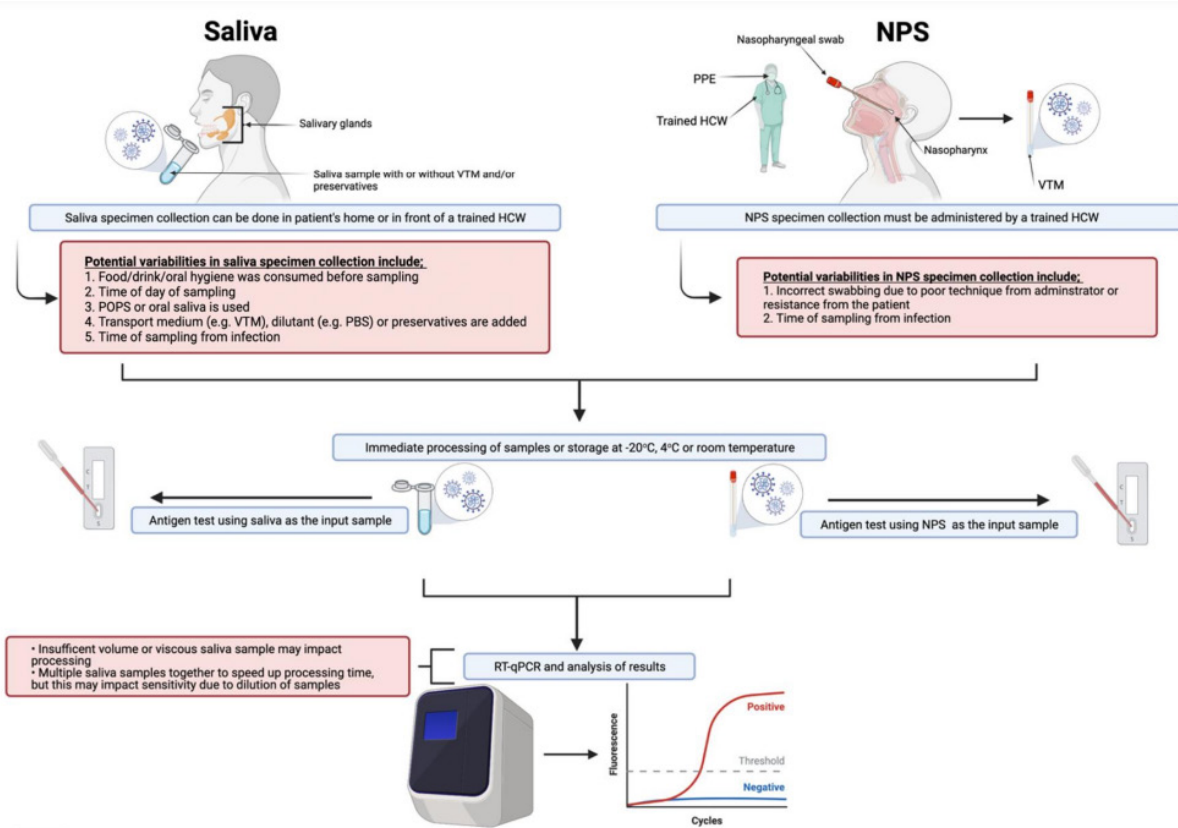 Saliva
Salivary glands
Saliva sample with or without VTM and/or
preservatives
Saliva specimen collection can be done in patient's home or in front of a trained HCW
Potential variabilities in saliva specimen collection include;
1. Food/drink/oral hygiene was consumed before sampling
2. Time of day of sampling
3. POPS or oral saliva is used
4. Transport medium (e.g. VTM), dilutant (e.g. PBS) or preservatives are added
5. Time of sampling from infection
NPS
Nasopharyngeal swab
PPE
Trained HCW
Nasopharynx
VTM
NPS specimen collection must be administered by a trained HCW
Potential variabilities in NPS specimen collection include;
1. Incorrect swabbing due to poor technique from adminstrator or
resistance from the patient
2. Time of sampling from infection
Immediate processing of samples or storage at -20°C, 4°C or room temperature
C
T
S
Antigen test using saliva as the input sample
Antigen test using NPS as the input sample
C
T
S
• Insufficent volume or viscous saliva sample may impact
processing
• Multiple saliva samples together to speed up processing time,
but this may impact sensitivity due to dilution of samples
RT-qPCR and analysis of results
Fluorescence
Positive
Threshold
Negative
Cycles